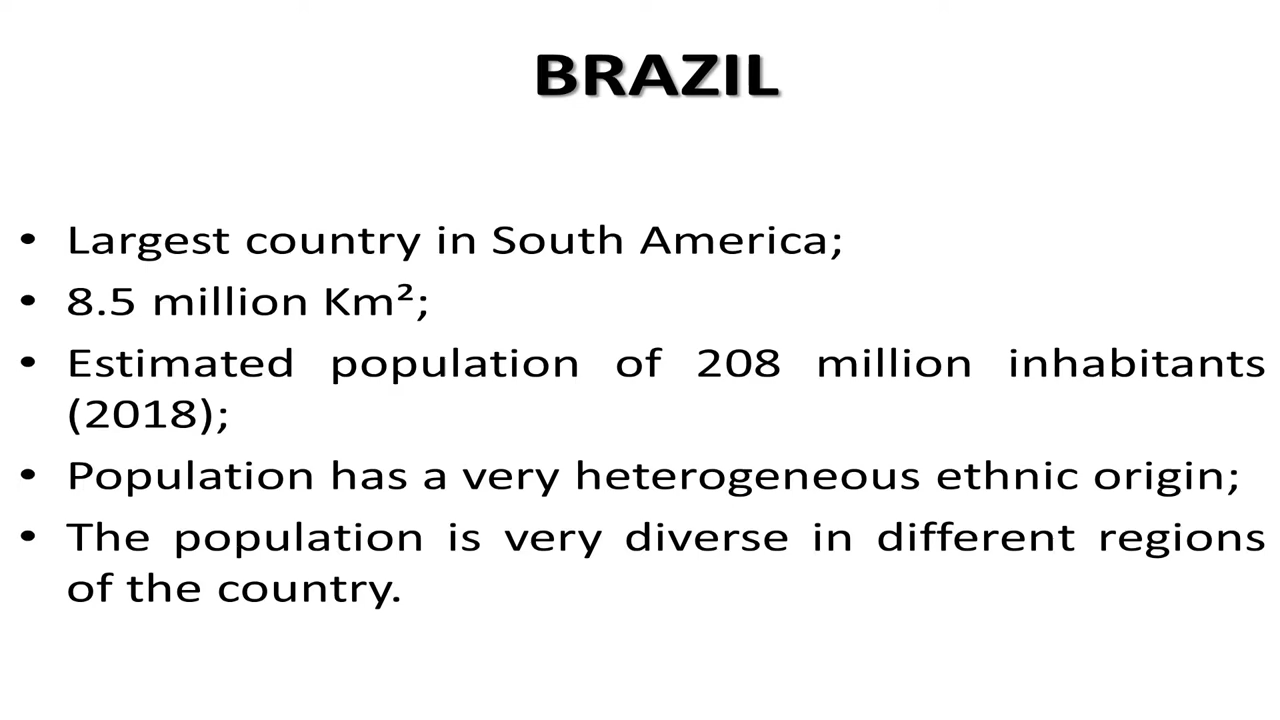 BRAZIL
• Largest country in South America;
• 8.5 million Km²;
• Estimated population of 208 million inhabitants
(2018);
• Population has a very heterogeneous ethnic origin;
• The population is very diverse in different regions
of the country.